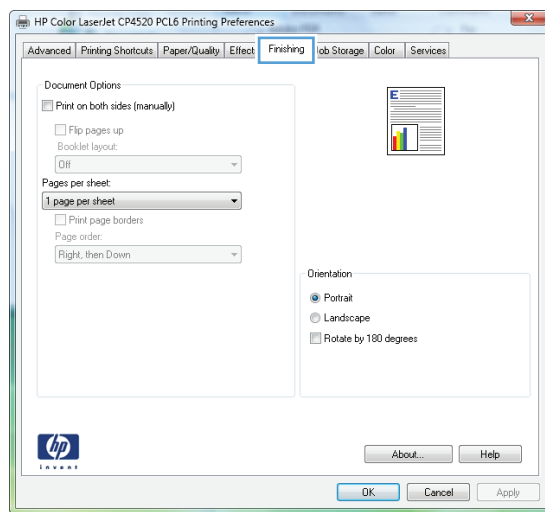 HP Color LaserJet CP4520 PCL6 Printing Preferences
Advanced Printing Shortcuts Paper/Quality Effect Finishing ob Storage Color Services
Document Options
Print on both sides (manually)
Flip pages up
Booklet layout:
Off
Pages per sheet:
1 page per sheet
Print page borders
Page order:
Right, then Down
E
Orientation
Portrait
Landscape
Rotate by 180 degrees
hp
invent
About... Help
OK Cancel Apply